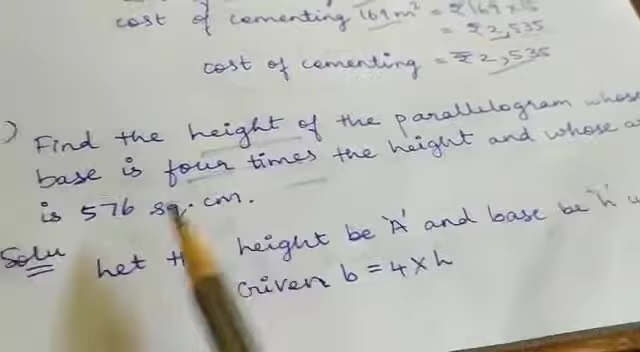 cost of cementing 169 m² = ₹169 × 15
= ₹2,535
cost of cementing = ₹2,535
) Find the height of the parallelogram whose
base is four times the height and whose a
is 576 sq. cm.
Solu Let th height be 'A' and base be 'h'
Given b = 4 × h